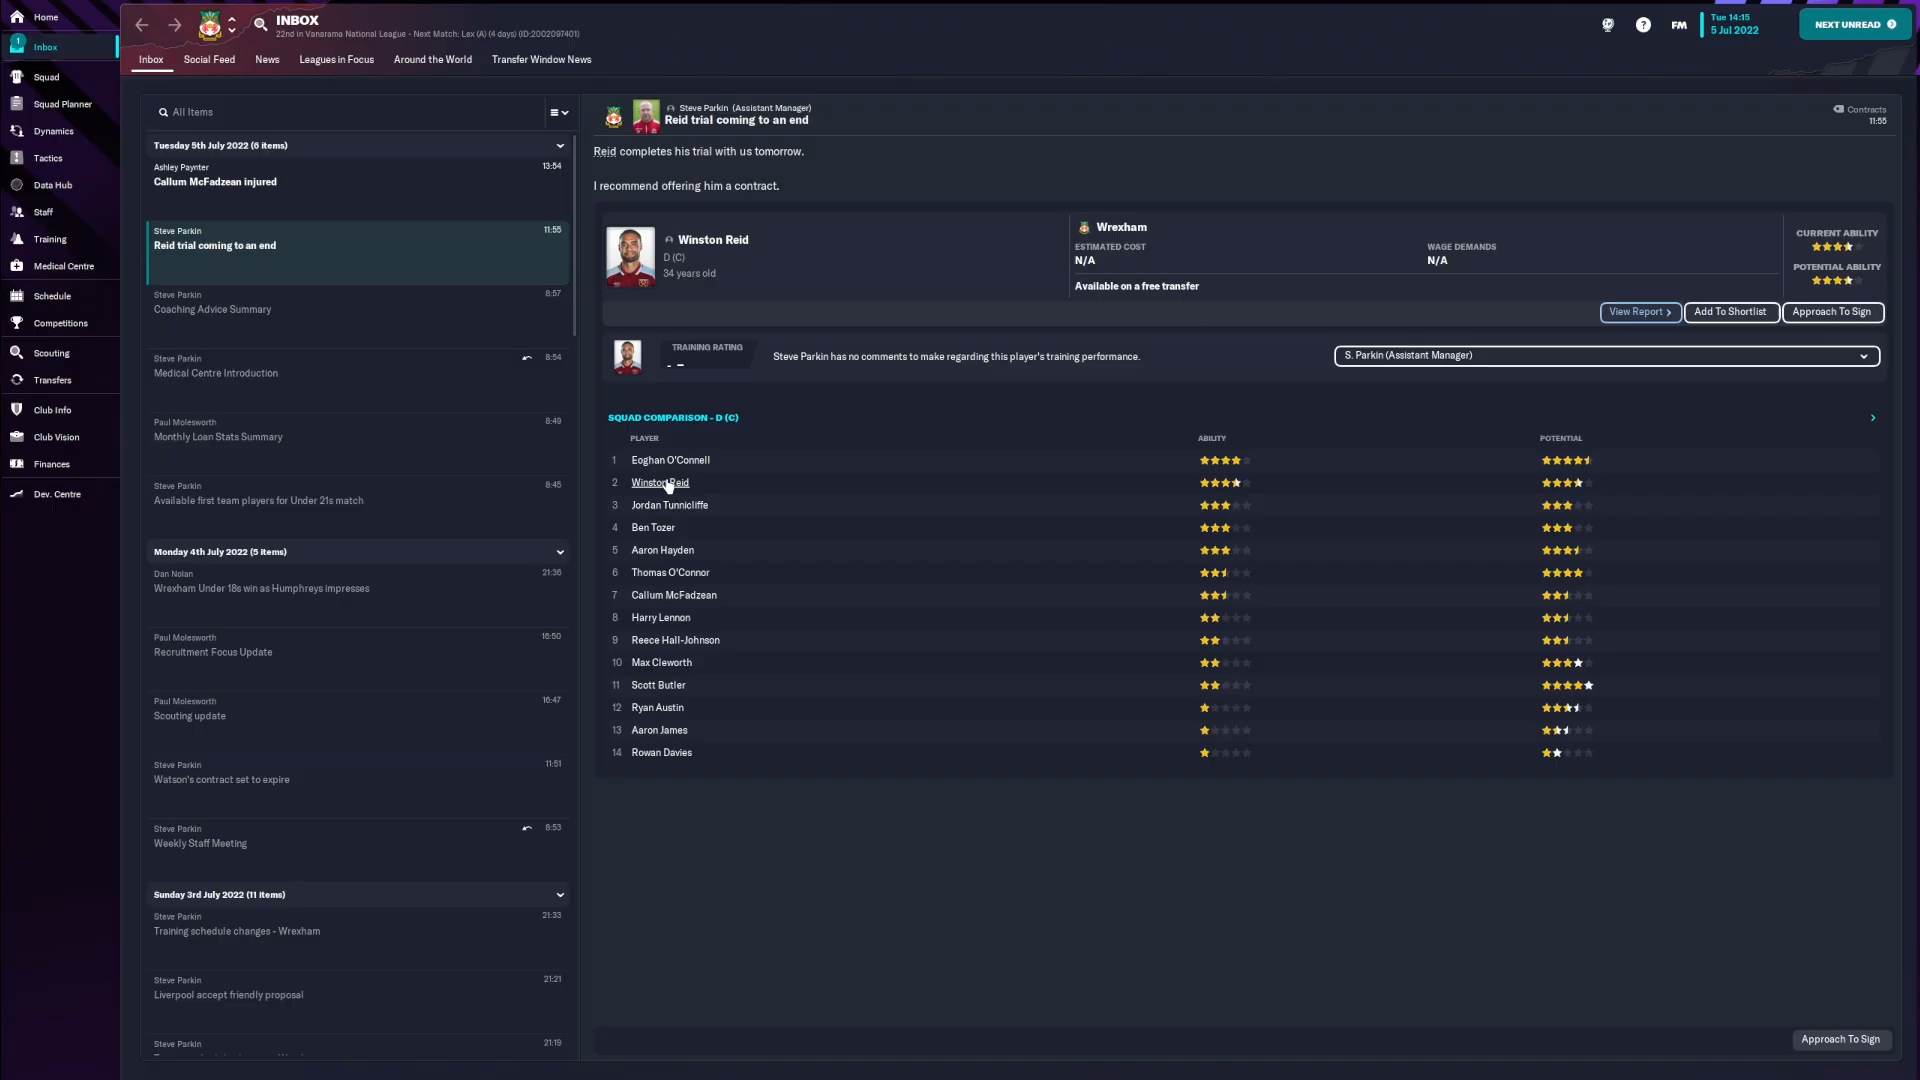 Home
Inbox
1
Squad
Squad Planner
Dynamics
Tactics
Data Hub
Staff
Training
Medical Centre
Schedule
Competitions
Scouting
Transfers
Club Info
Club Vision
Finances
Dev. Centre
INBOX
22nd in Vanarama National League - Next Match: Lex (A) (4 days) (ID:2002097401)
FM
Tue 14:15
5 Jul 2022
NEXT UNREAD
Inbox Social Feed News Leagues in Focus Around the World Transfer Window News
All Items
Tuesday 5th July 2022 (6 items)
Ashley Paynter 13:54
Callum McFadzean injured
Steve Parkin 11:55
Reid trial coming to an end
Steve Parkin 8:57
Coaching Advice Summary
Steve Parkin 8:54
Medical Centre Introduction
Paul Molesworth 8:49
Monthly Loan Stats Summary
Steve Parkin 8:45
Available first team players for Under 21s match
Monday 4th July 2022 (5 items)
Dan Nolan 21:36
Wrexham Under 18s win as Humphreys impresses
Paul Molesworth 16:50
Recruitment Focus Update
Paul Molesworth 16:47
Scouting update
Steve Parkin 11:51
Watson's contract set to expire
Steve Parkin 8:53
Weekly Staff Meeting
Sunday 3rd July 2022 (11 items)
Steve Parkin 21:33
Training schedule changes - Wrexham
Steve Parkin 21:21
Liverpool accept friendly proposal
Steve Parkin 21:19
Steve Parkin (Assistant Manager)
Reid trial coming to an end
Contracts
11:55
Reid completes his trial with us tomorrow.
I recommend offering him a contract.
Winston Reid
D (C)
34 years old
Wrexham
ESTIMATED COST WAGE DEMANDS
N/A N/A
Available on a free transfer
CURRENT ABILITY
POTENTIAL ABILITY
View Report Add To Shortlist Approach To Sign
TRAINING RATING
- –
Steve Parkin has no comments to make regarding this player's training performance.
S. Parkin (Assistant Manager)
SQUAD COMPARISON - D (C)
PLAYER ABILITY POTENTIAL
1 Eoghan O'Connell
2 Winston Reid
3 Jordan Tunnicliffe
4 Ben Tozer
5 Aaron Hayden
6 Thomas O'Connor
7 Callum McFadzean
8 Harry Lennon
9 Reece Hall-Johnson
10 Max Cleworth
11 Scott Butler
12 Ryan Austin
13 Aaron James
14 Rowan Davies
Approach To Sign